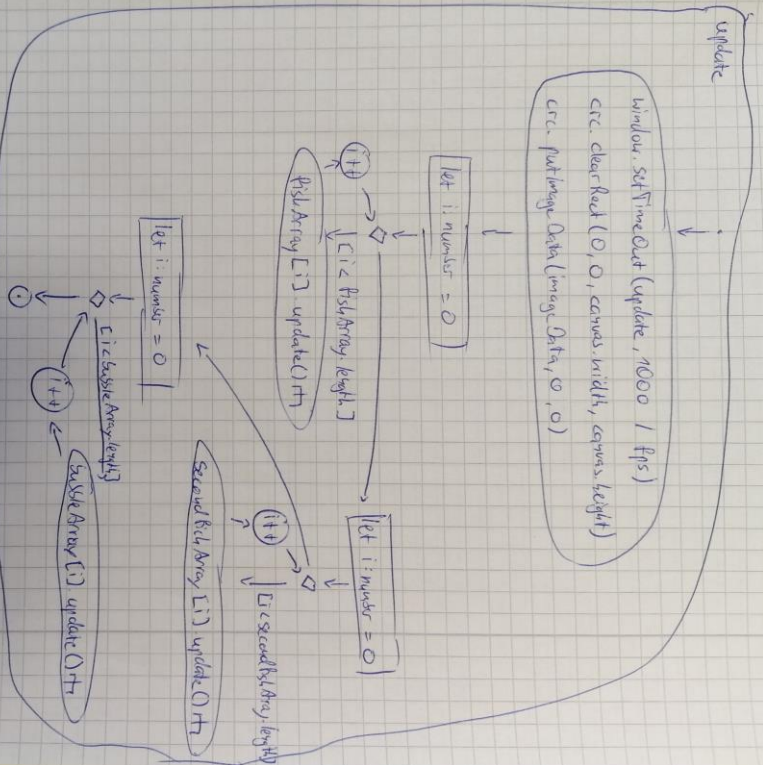 update
window.setTimeOut(update, 1000 / fps)
crc.clearRect(0, 0, canvas.width, canvas.height)
crc.putImageData(imageData, 0, 0)
let i: number = 0
[i < fishArray.length]
i++
fishArray[i].update()
let i: number = 0
[i < secondfishArray.length]
i++
secondfishArray[i].update()
let i: number = 0
[i < bubbleArray.length]
i++
bubbleArray[i].update()